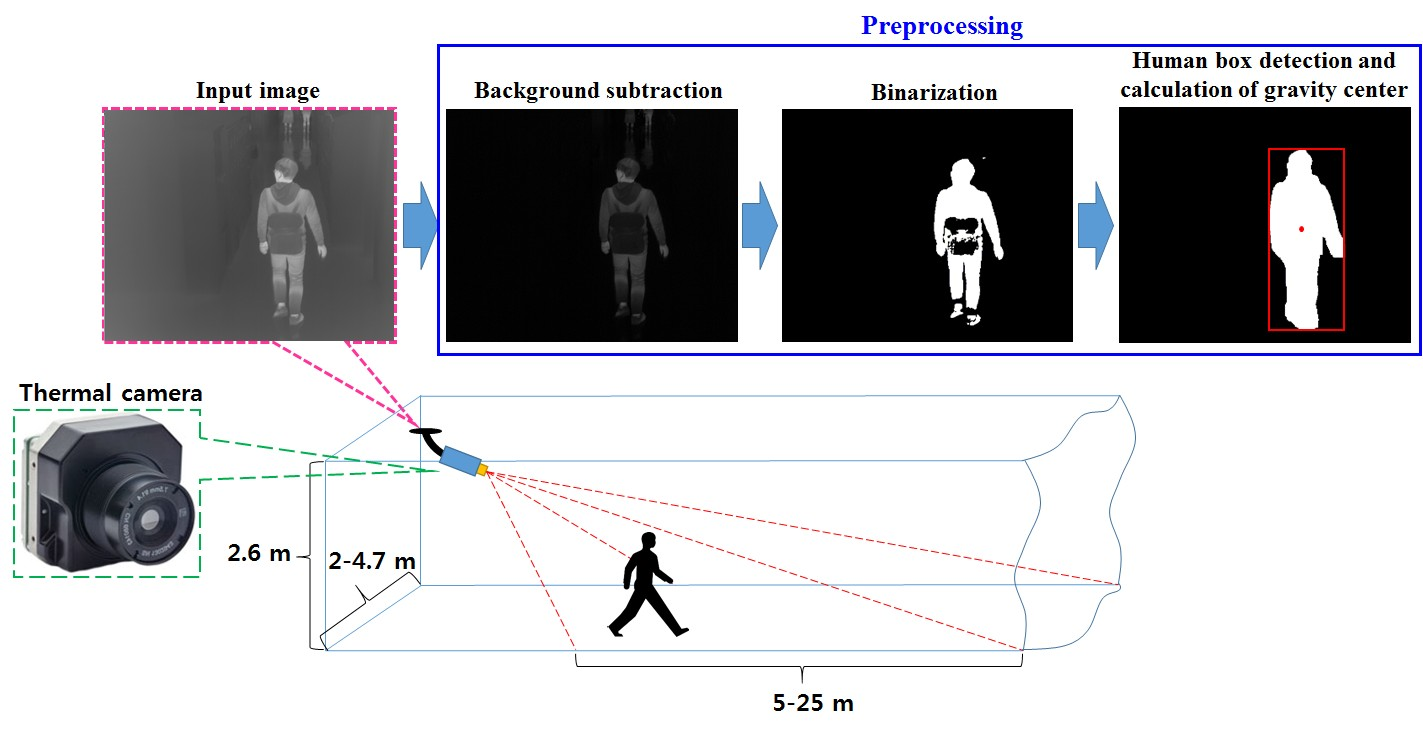 Preprocessing
Input image
Background subtraction
Binarization
Human box detection and
calculation of gravity center
Thermal camera
2.6 m
2-4.7 m
5-25 m